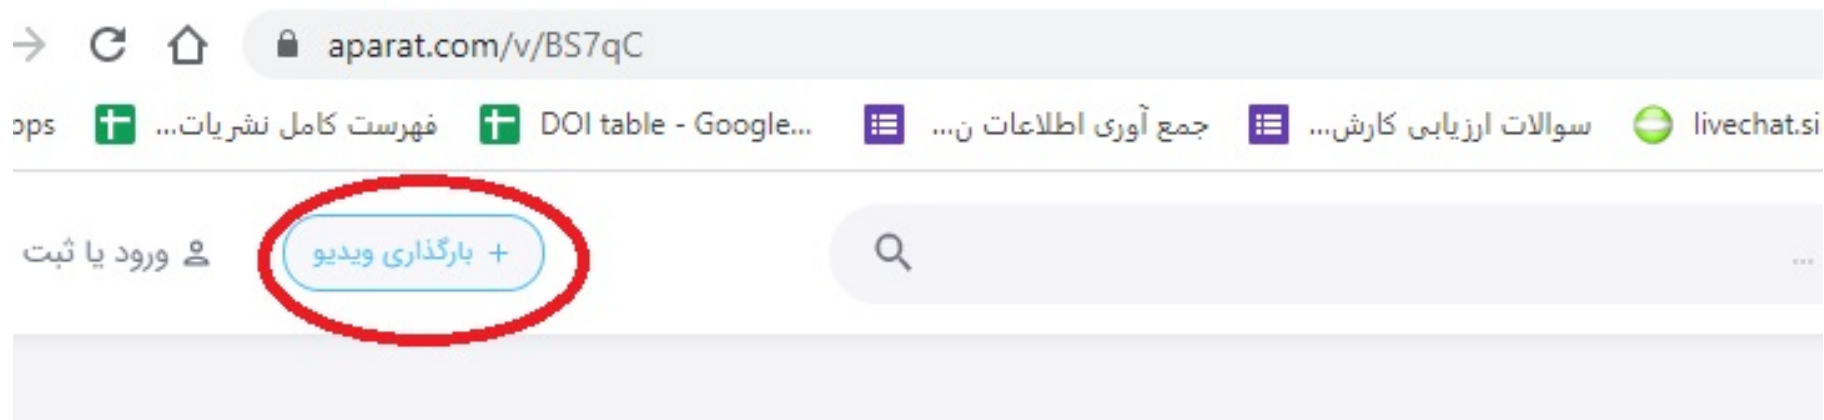 aparat.com/v/BS7qC
ops فهرست کامل نشریات... DOI table - Google... جمع آوری اطلاعات ن... سوالات ارزیابی کارش... livechat.si
ورود یا ثبت + بارگذاری ویدیو ...